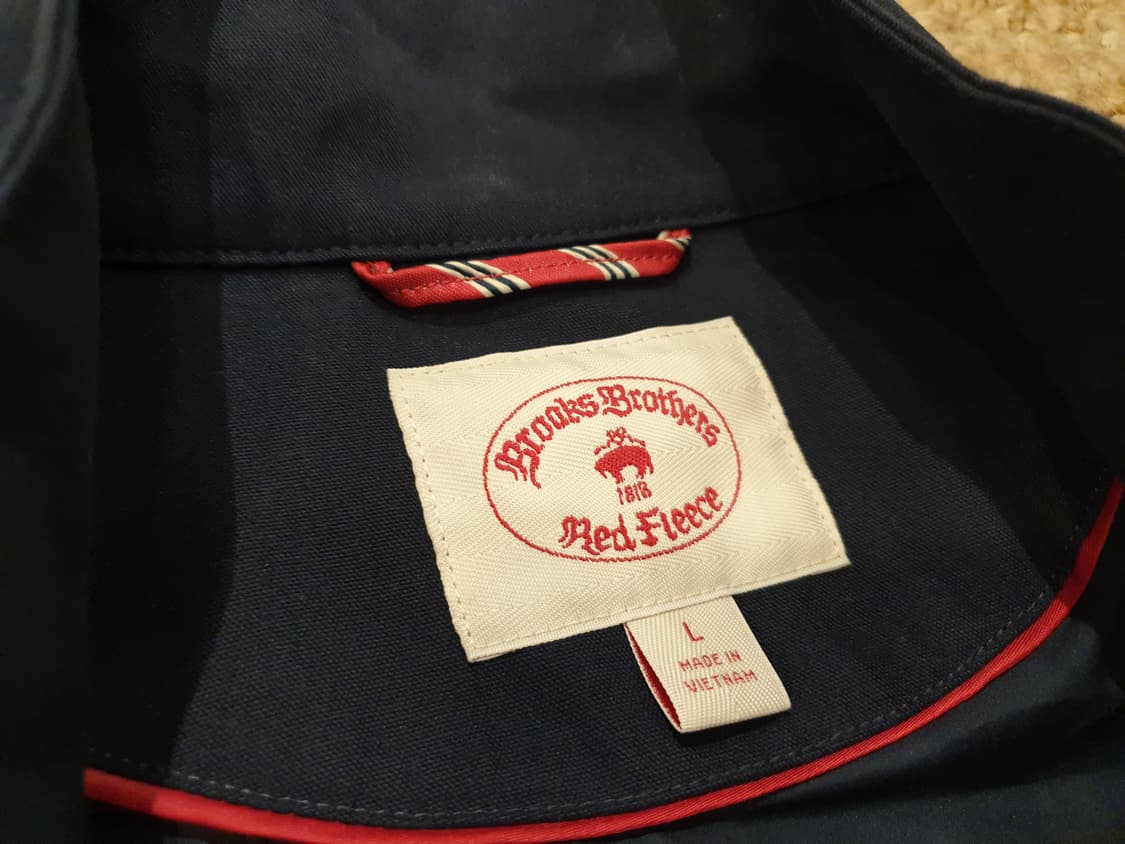 Brooks Brothers
1818
Red Fleece
L
MADE IN
VIETNAM